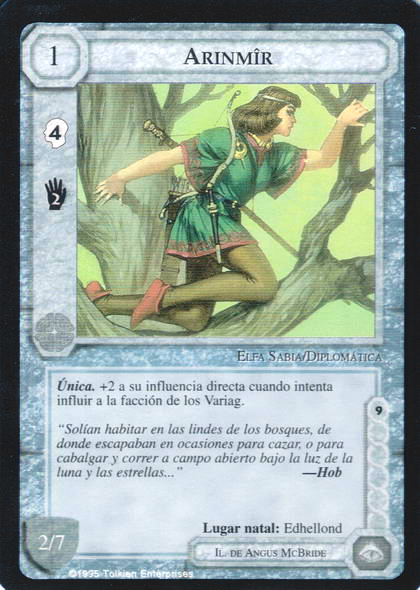 1
ARINMÎR
4
2
ELFA SABIA/DIPLOMÁTICA
Única. +2 a su influencia directa cuando intenta
influir a la facción de los Variag.
9
“Solían habitar en las lindes de los bosques, de
donde escapaban en ocasiones para cazar, o para
cabalgar y correr a campo abierto bajo la luz de la
luna y las estrellas...” —Hob
Lugar natal: Edhellond
2/7
IL. DE ANGUS MCBRIDE
©1995 Tolkien Enterprises